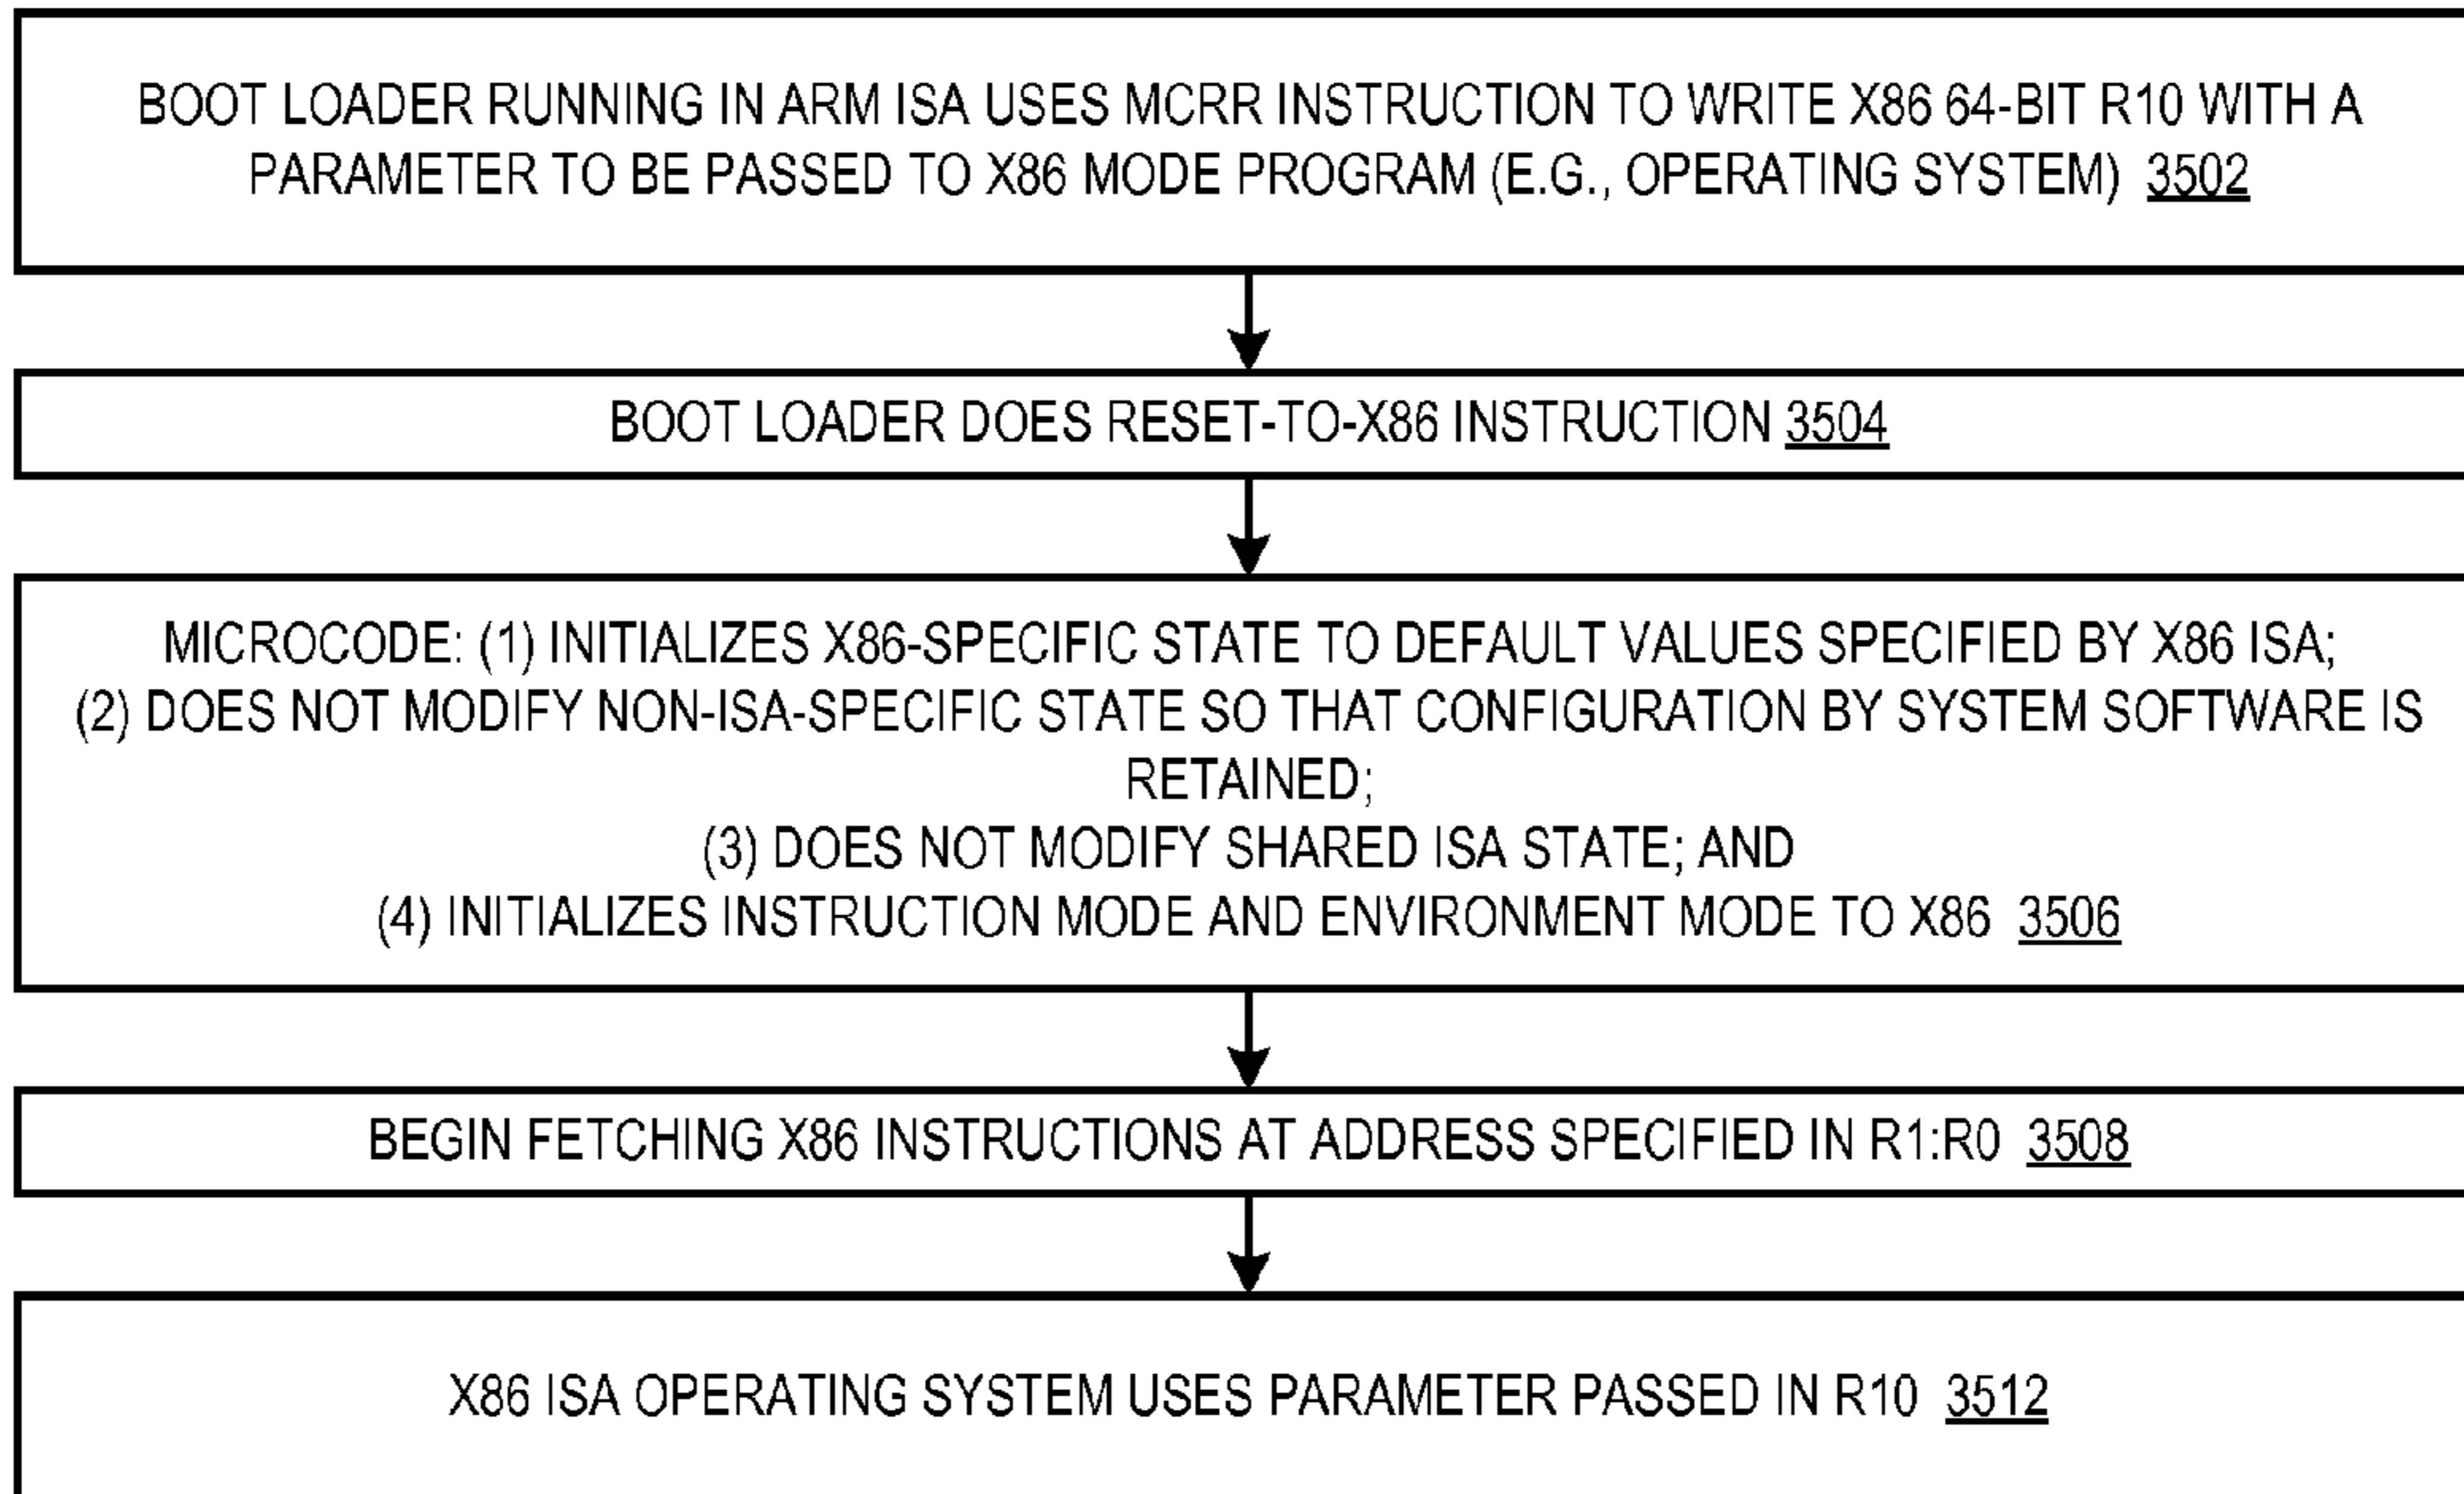 BOOT LOADER RUNNING IN ARM ISA USES MCRR INSTRUCTION TO WRITE X86 64-BIT R10 WITH A
PARAMETER TO BE PASSED TO X86 MODE PROGRAM (E.G., OPERATING SYSTEM) 3502
BOOT LOADER DOES RESET-TO-X86 INSTRUCTION 3504
MICROCODE: (1) INITIALIZES X86-SPECIFIC STATE TO DEFAULT VALUES SPECIFIED BY X86 ISA;
(2) DOES NOT MODIFY NON-ISA-SPECIFIC STATE SO THAT CONFIGURATION BY SYSTEM SOFTWARE IS
RETAINED;
(3) DOES NOT MODIFY SHARED ISA STATE; AND
(4) INITIALIZES INSTRUCTION MODE AND ENVIRONMENT MODE TO X86 3506
BEGIN FETCHING X86 INSTRUCTIONS AT ADDRESS SPECIFIED IN R1:R0 3508
X86 ISA OPERATING SYSTEM USES PARAMETER PASSED IN R10 3512